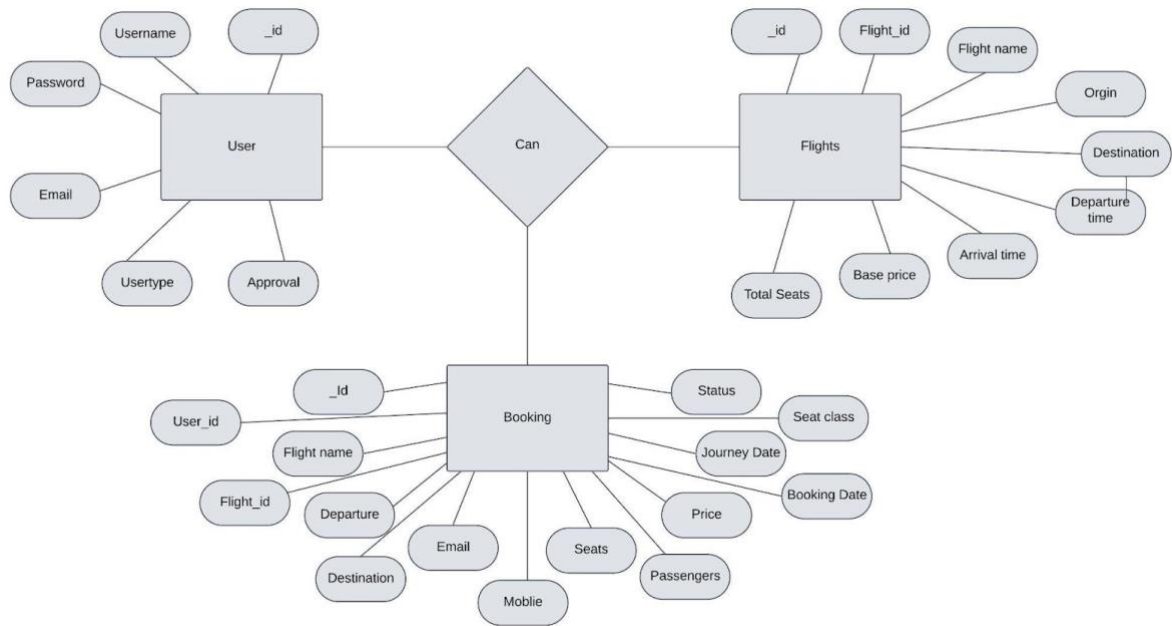 Username
_id
_id
Flight_id
Flight name
Password
Orgin
User
Can
Flights
Destination
Email
Departure
time
Usertype
Approval
Total Seats
Base price
Arrival time
_Id
Status
User_id
Booking
Seat class
Flight name
Journey Date
Flight_id
Booking Date
Departure
Price
Email
Seats
Destination
Passengers
Moblie